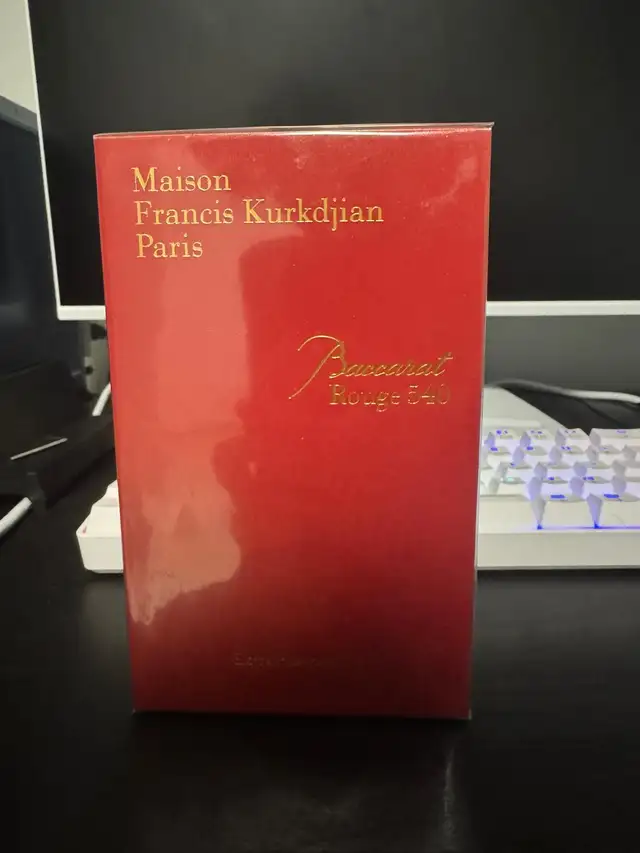 Maison
Francis Kurkdjian
Paris
Baccarat
Rouge 540